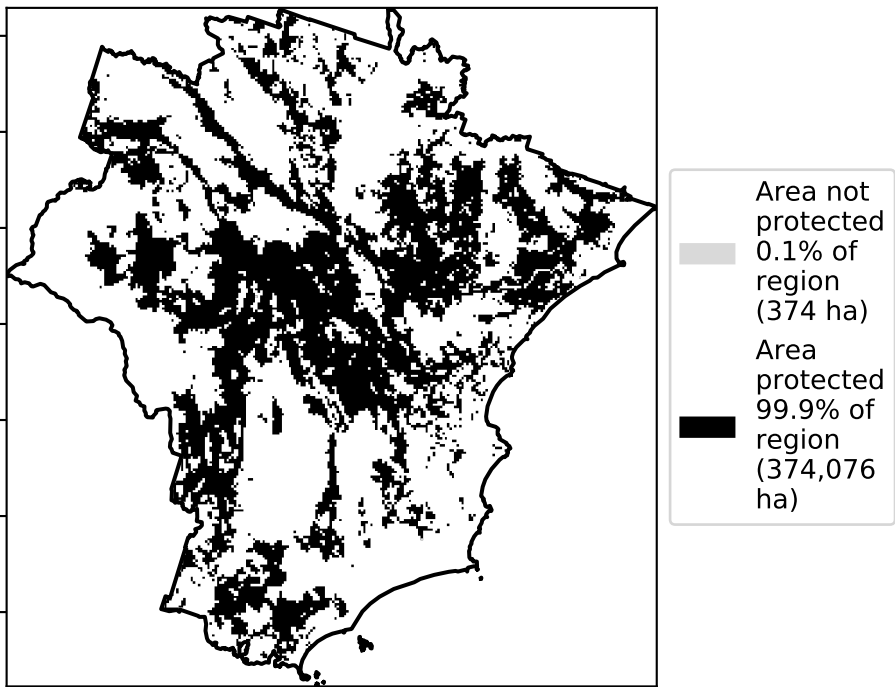 Area not
protected
0.1% of
region
(374 ha)
Area
protected
99.9% of
region
(374,076
ha)